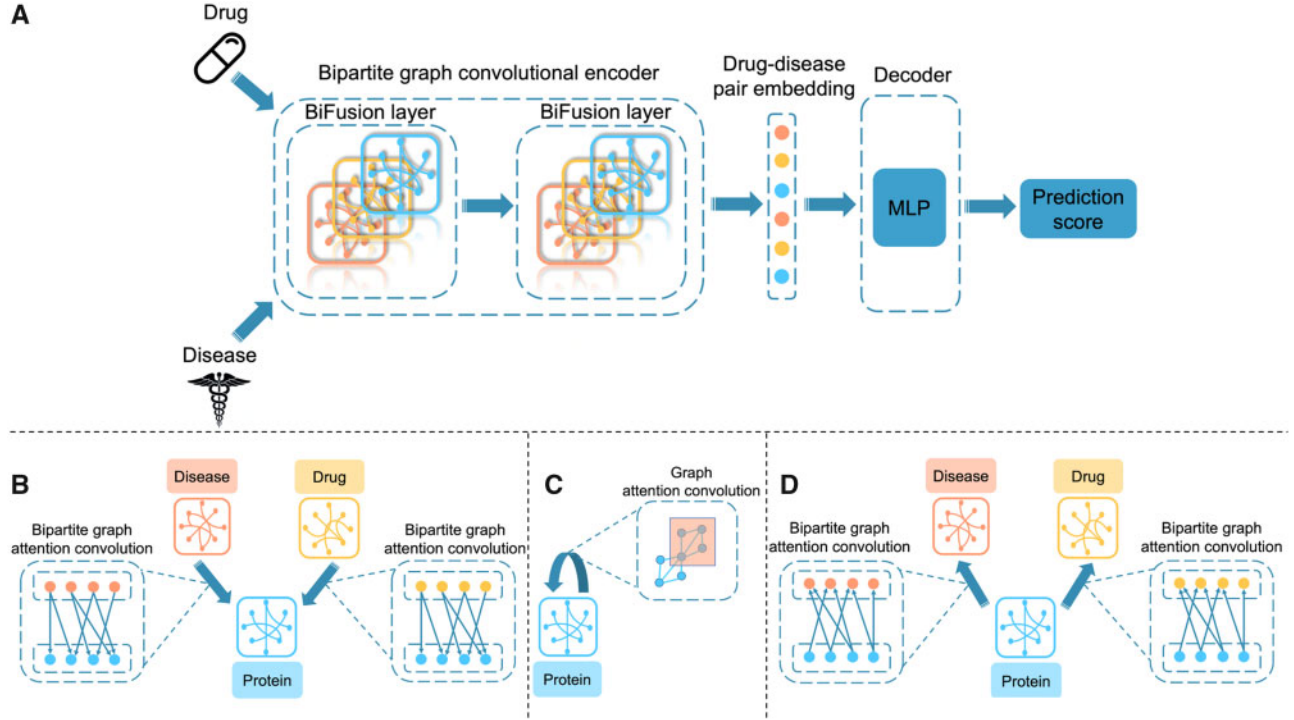 A
Drug
Bipartite graph convolutional encoder
BiFusion layer
BiFusion layer
Drug-disease
pair embedding
Decoder
MLP
Prediction
score
Disease
B
Disease
Drug
Bipartite graph
attention convolution
Bipartite graph
attention convolution
Protein
C
Graph
attention convolution
Protein
D
Disease
Drug
Bipartite graph
attention convolution
Bipartite graph
attention convolution
Protein